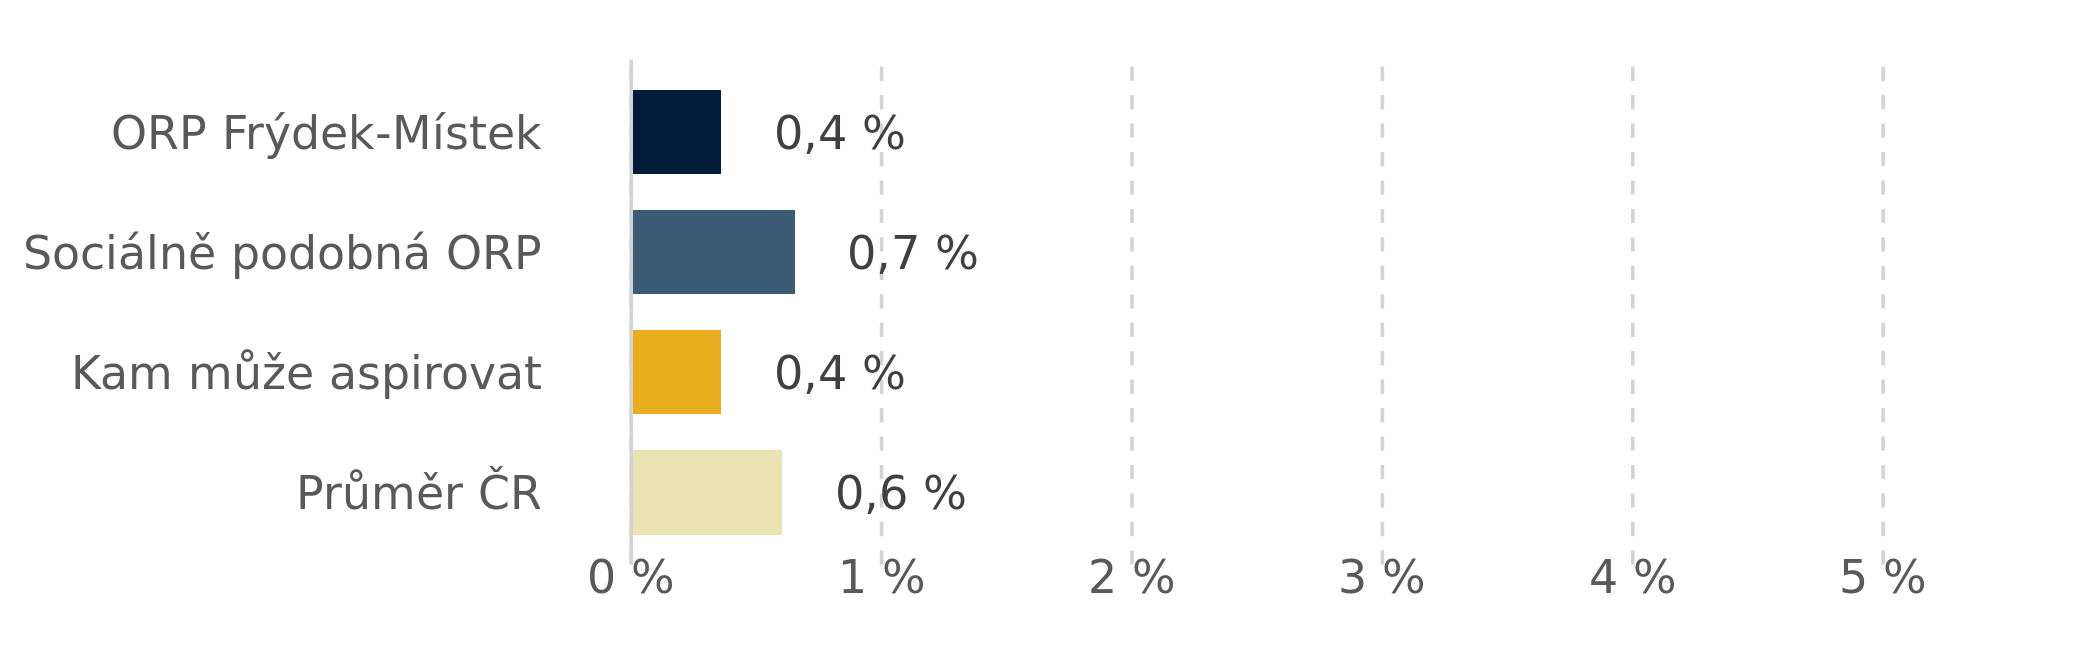 ORP Frýdek-Místek 0,4 %
Sociálně podobná ORP 0,7 %
Kam může aspirovat 0,4 %
Průměr ČR 0,6 %
0 % 1 % 2 % 3 % 4 % 5 %